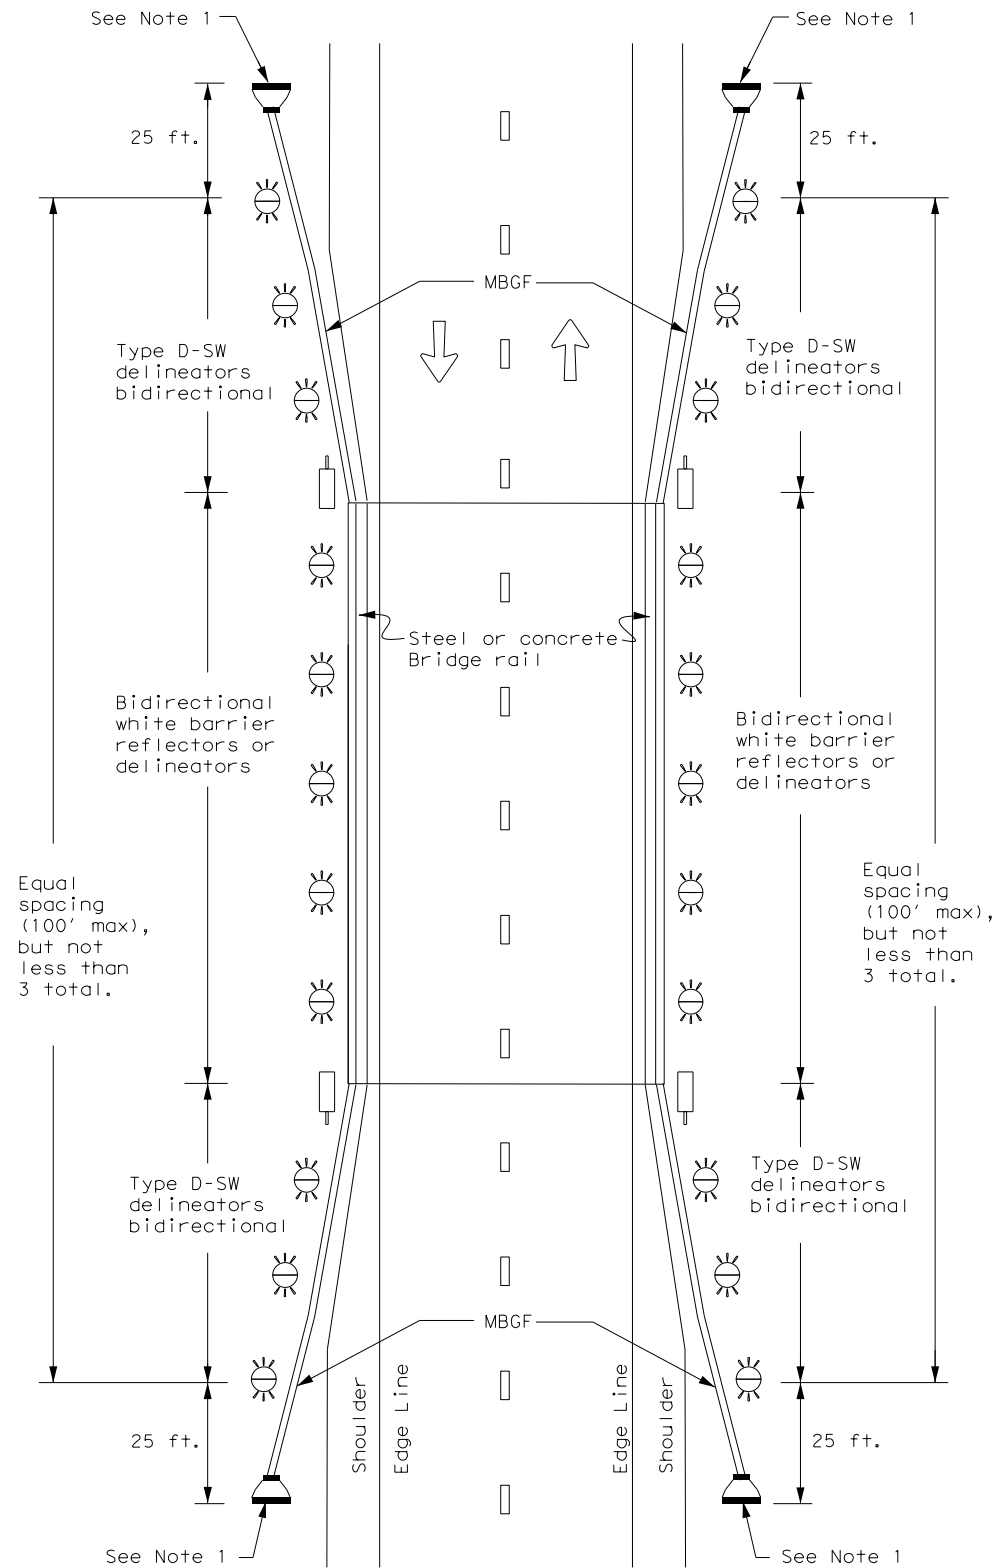 See Note 1
See Note 1
25 ft.
25 ft.
MBGF
Type D-SW
delineators
bidirectional
Type D-SW
delineators
bidirectional
Steel or concrete
Bridge rail
Bidirectional
white barrier
reflectors or
delineators
Bidirectional
white barrier
reflectors or
delineators
Equal
spacing
(100' max),
but not
less than
3 total.
Equal
spacing
(100' max),
but not
less than
3 total.
Type D-SW
delineators
bidirectional
Type D-SW
delineators
bidirectional
MBGF
Shoulder
Edge Line
Edge Line
Shoulder
25 ft.
25 ft.
See Note 1
See Note 1